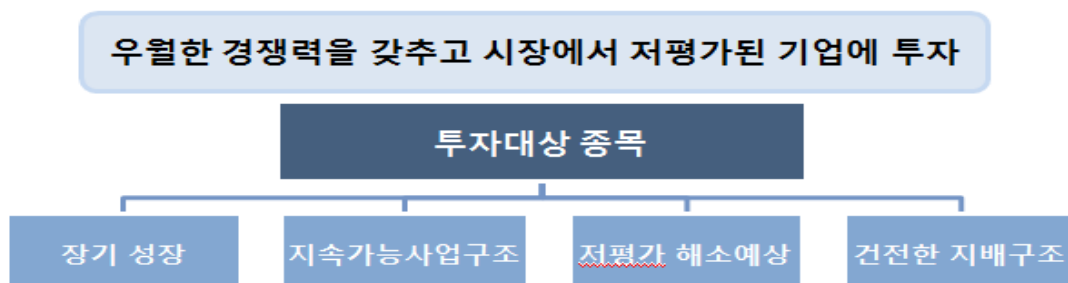 우월한 경쟁력을 갖추고 시장에서 저평가된 기업에 투자
투자대상 종목
장기 성장
지속가능사업구조
저평가 해소예상
건전한 지배구조